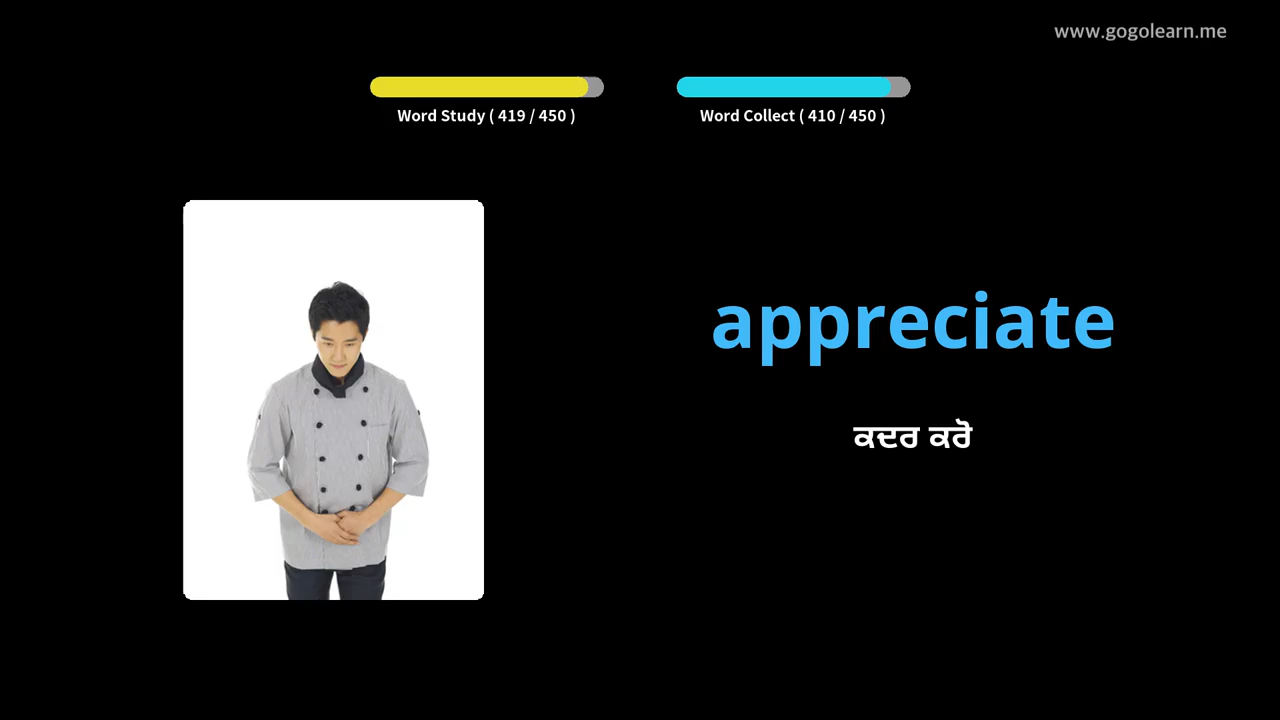 www.gogolearn.me
Word Study ( 419 / 450 )
Word Collect ( 410 / 450 )
appreciate
ਕਦਰ ਕਰੋ